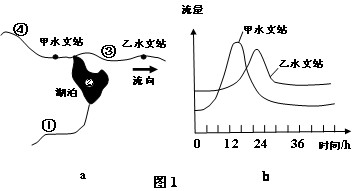 ④ 甲水文站 ③ 乙水文站
湖泊 ② 流向
①
a
流量
甲水文站
乙水文站
0 12 24 36 时间/h
b
图1